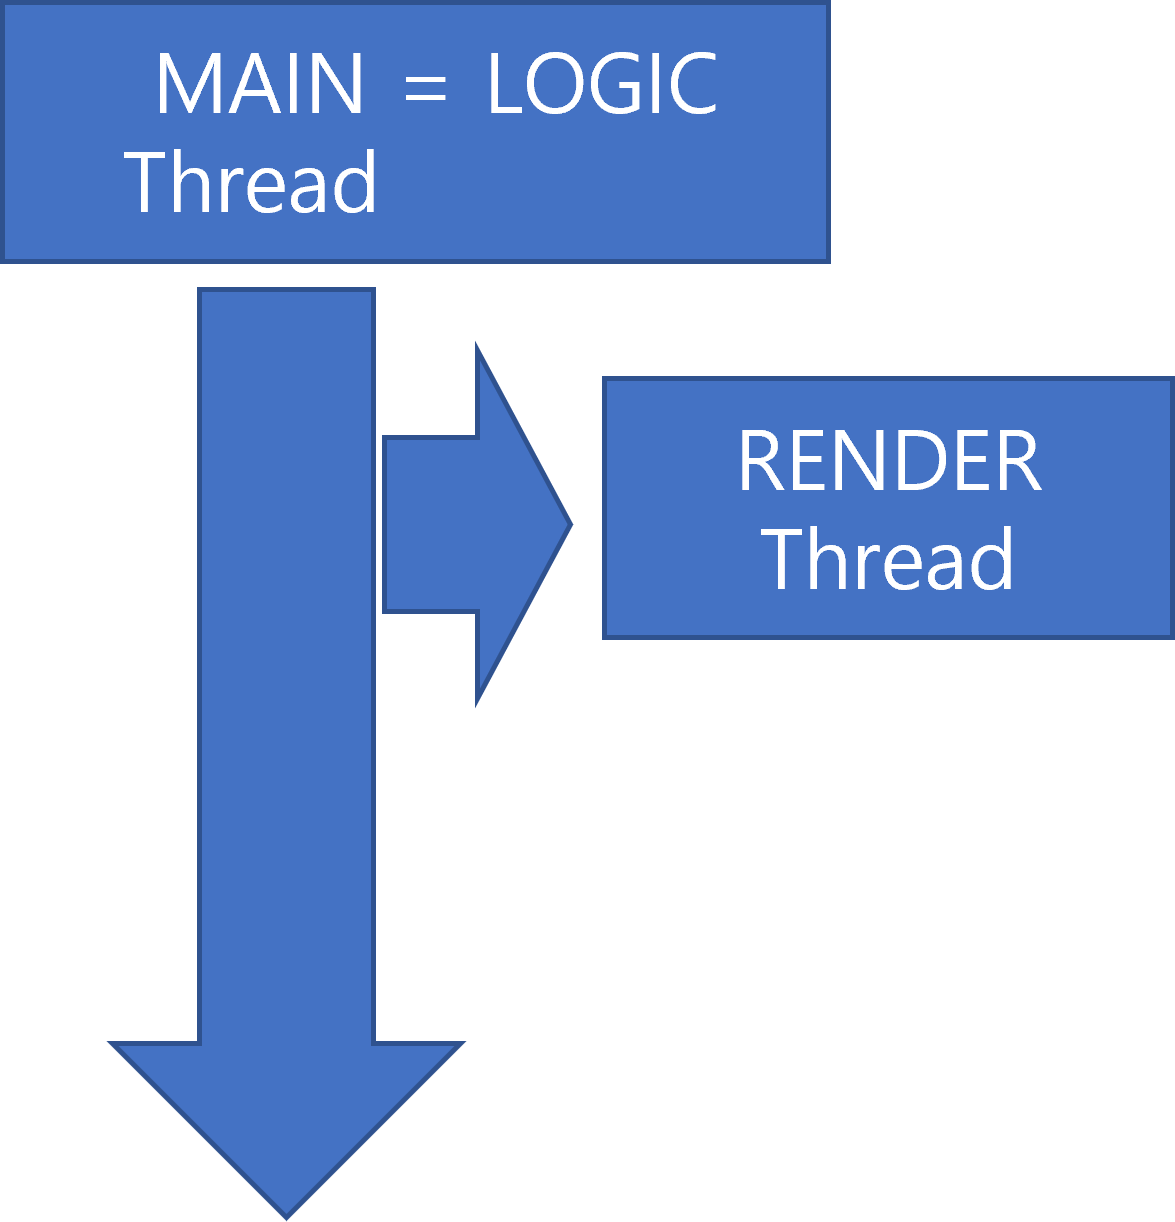 MAIN = LOGIC
Thread
RENDER
Thread